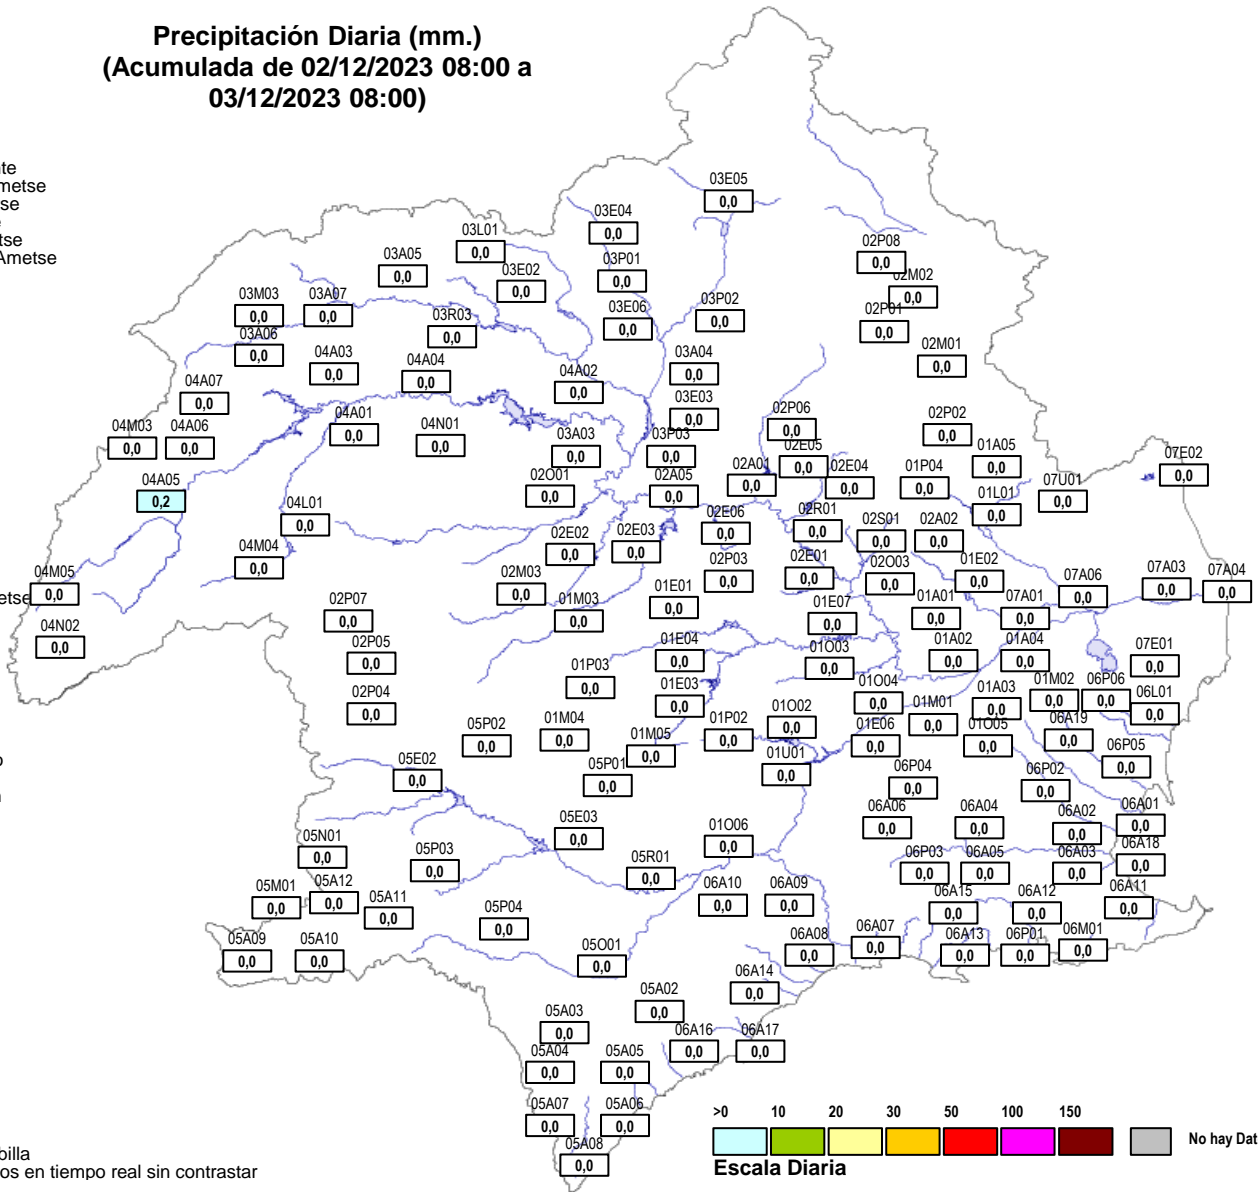 Precipitación Diaria (mm.)
(Acumulada de 02/12/2023 08:00 a
03/12/2023 08:00)
metse
Ametse
03E05
0,0
03E04
0,0
03L01
0,0
03A05
0,0
03E02
0,0
03P01
0,0
02P08
0,0
02M02
0,0
03M03
0,0
03A07
0,0
03R03
0,0
03E06
0,0
03P02
0,0
02P01
0,0
03A06
0,0
04A03
0,0
04A04
0,0
04A02
0,0
03A04
0,0
02M01
0,0
04A07
0,0
04A01
0,0
04N01
0,0
03E03
0,0
02P06
0,0
02P02
0,0
04M03
0,0
04A06
0,0
03A03
0,0
03P03
0,0
02E05
0,0
01A05
0,0
07E02
0,0
04A05
0,2
02O01
0,0
02A05
0,0
02A01
0,0
02E04
0,0
01P04
0,0
07U01
0,0
04L01
0,0
01L01
0,0
02E06
0,0
02R01
0,0
02S01
0,0
02A02
0,0
04M04
0,0
02E02
0,0
02E03
0,0
04M05
0,0
etse
02M03
0,0
02P03
0,0
02E01
0,0
02O03
0,0
01E02
0,0
07A06
0,0
07A03
0,0
07A04
0,0
02P07
0,0
01M03
0,0
01E01
0,0
01E07
0,0
01A01
0,0
07A01
0,0
04N02
0,0
02P05
0,0
01E04
0,0
01O03
0,0
01A02
0,0
01A04
0,0
07E01
0,0
02P04
0,0
01P03
0,0
01E03
0,0
01O04
0,0
01M01
0,0
01A03
0,0
01M02
0,0
06P06
0,0
06L01
0,0
05P02
0,0
01M04
0,0
01M05
0,0
01P02
0,0
01O02
0,0
01E06
0,0
01O05
0,0
06A19
0,0
06P05
0,0
05E02
0,0
05P01
0,0
01U01
0,0
06P04
0,0
06P02
0,0
05E03
0,0
01O06
0,0
06A06
0,0
06A04
0,0
06A02
0,0
06A01
0,0
05N01
0,0
05P03
0,0
05R01
0,0
06P03
0,0
06A05
0,0
06A03
0,0
06A18
0,0
05M01
0,0
05A12
0,0
05A11
0,0
06A10
0,0
06A09
0,0
06A15
0,0
06A12
0,0
06A11
0,0
05P04
0,0
05A09
0,0
05A10
0,0
05O01
0,0
06A08
0,0
06A07
0,0
06A13
0,0
06P01
0,0
06M01
0,0
06A14
0,0
05A02
0,0
05A03
0,0
06A16
0,0
06A17
0,0
05A04
0,0
05A05
0,0
05A07
0,0
05A06
0,0
05A08
0,0
>0 10 20 30 50 100 150
No hay Dat
Escala Diaria
billa
os en tiempo real sin contrastar